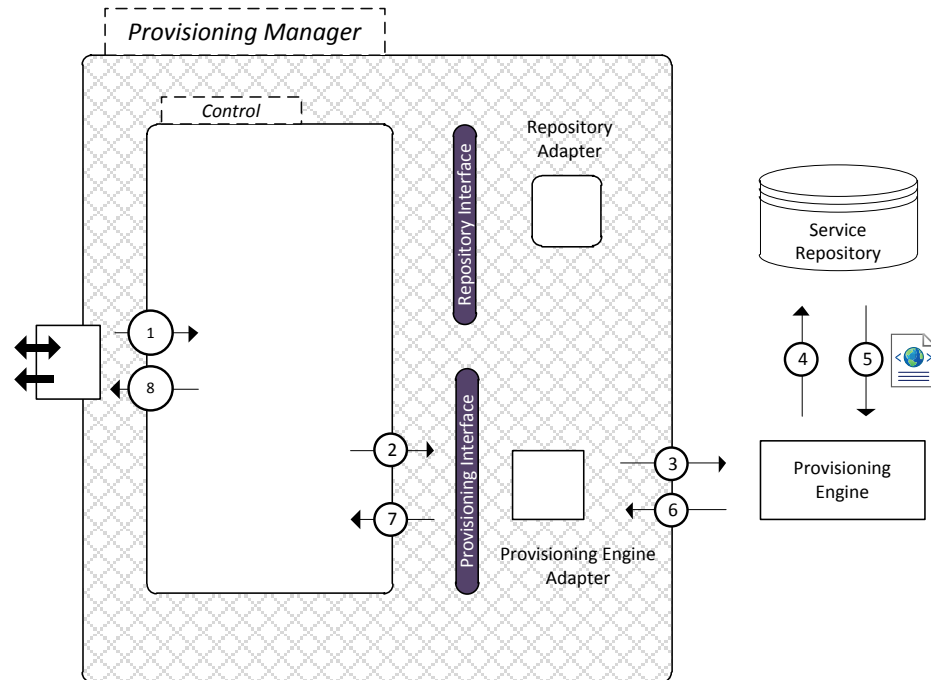 Provisioning Manager
Control
Repository
Adapter
Repository Interface
Service
Repository
1
4
5
8
Provisioning Interface
2
3
Provisioning
Engine
7
6
Provisioning Engine
Adapter